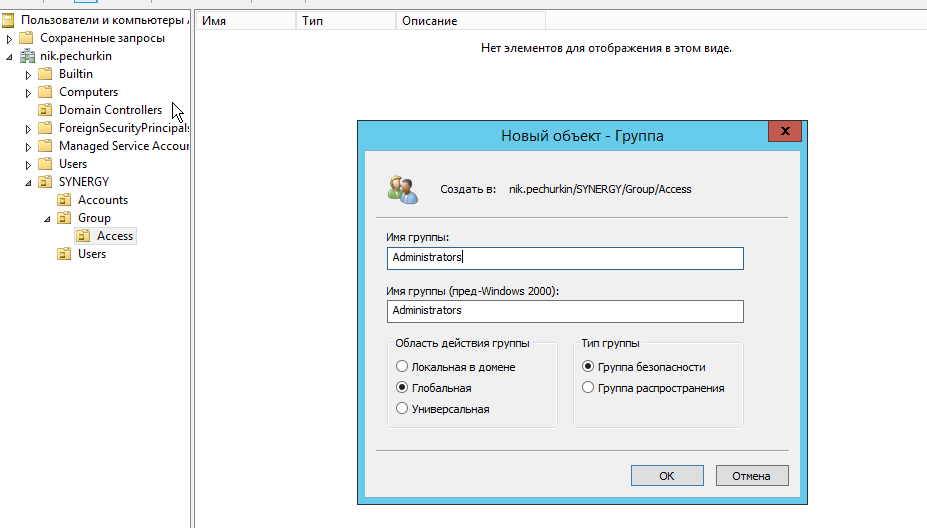 Пользователи и компьютеры
Сохраненные запросы
nik.pechurkin
Builtin
Computers
Domain Controllers
ForeignSecurityPrincipals
Managed Service Accour
Users
SYNERGY
Accounts
Group
Access
Users
Имя Тип Описание
Нет элементов для отображения в этом виде.
Новый объект - Группа
x
Создать в: nik.pechurkin/SYNERGY/Group/Access
Имя группы:
Administrators
Имя группы (пред-Windows 2000):
Administrators
Область действия группы
Локальная в домене
Глобальная
Универсальная
Тип группы
Группа безопасности
Группа распространения
ОК Отмена